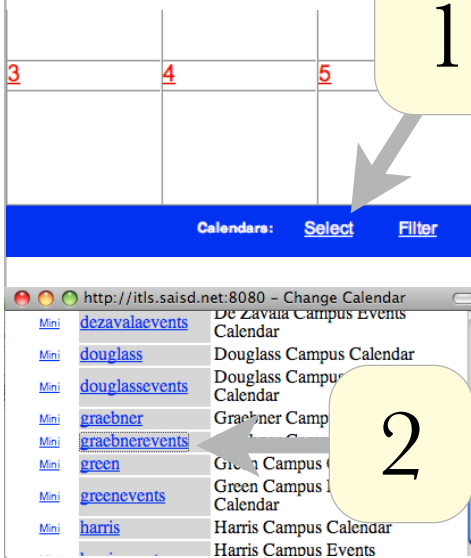 1
3 4 5
Calendars: Select Filter
http://itls.saisd.net:8080 – Change Calendar
Mini dezavalaevents De Zavala Campus Events
Calendar
Mini douglass Douglass Campus Calendar
Mini douglassevents Douglass Campus
Calendar
Mini graebner Graebner Camp
Mini graebnerevents
2
Mini green Green Campus
Mini greenevents Green Campus
Calendar
Mini harris Harris Campus Calendar
Harris Campus Events